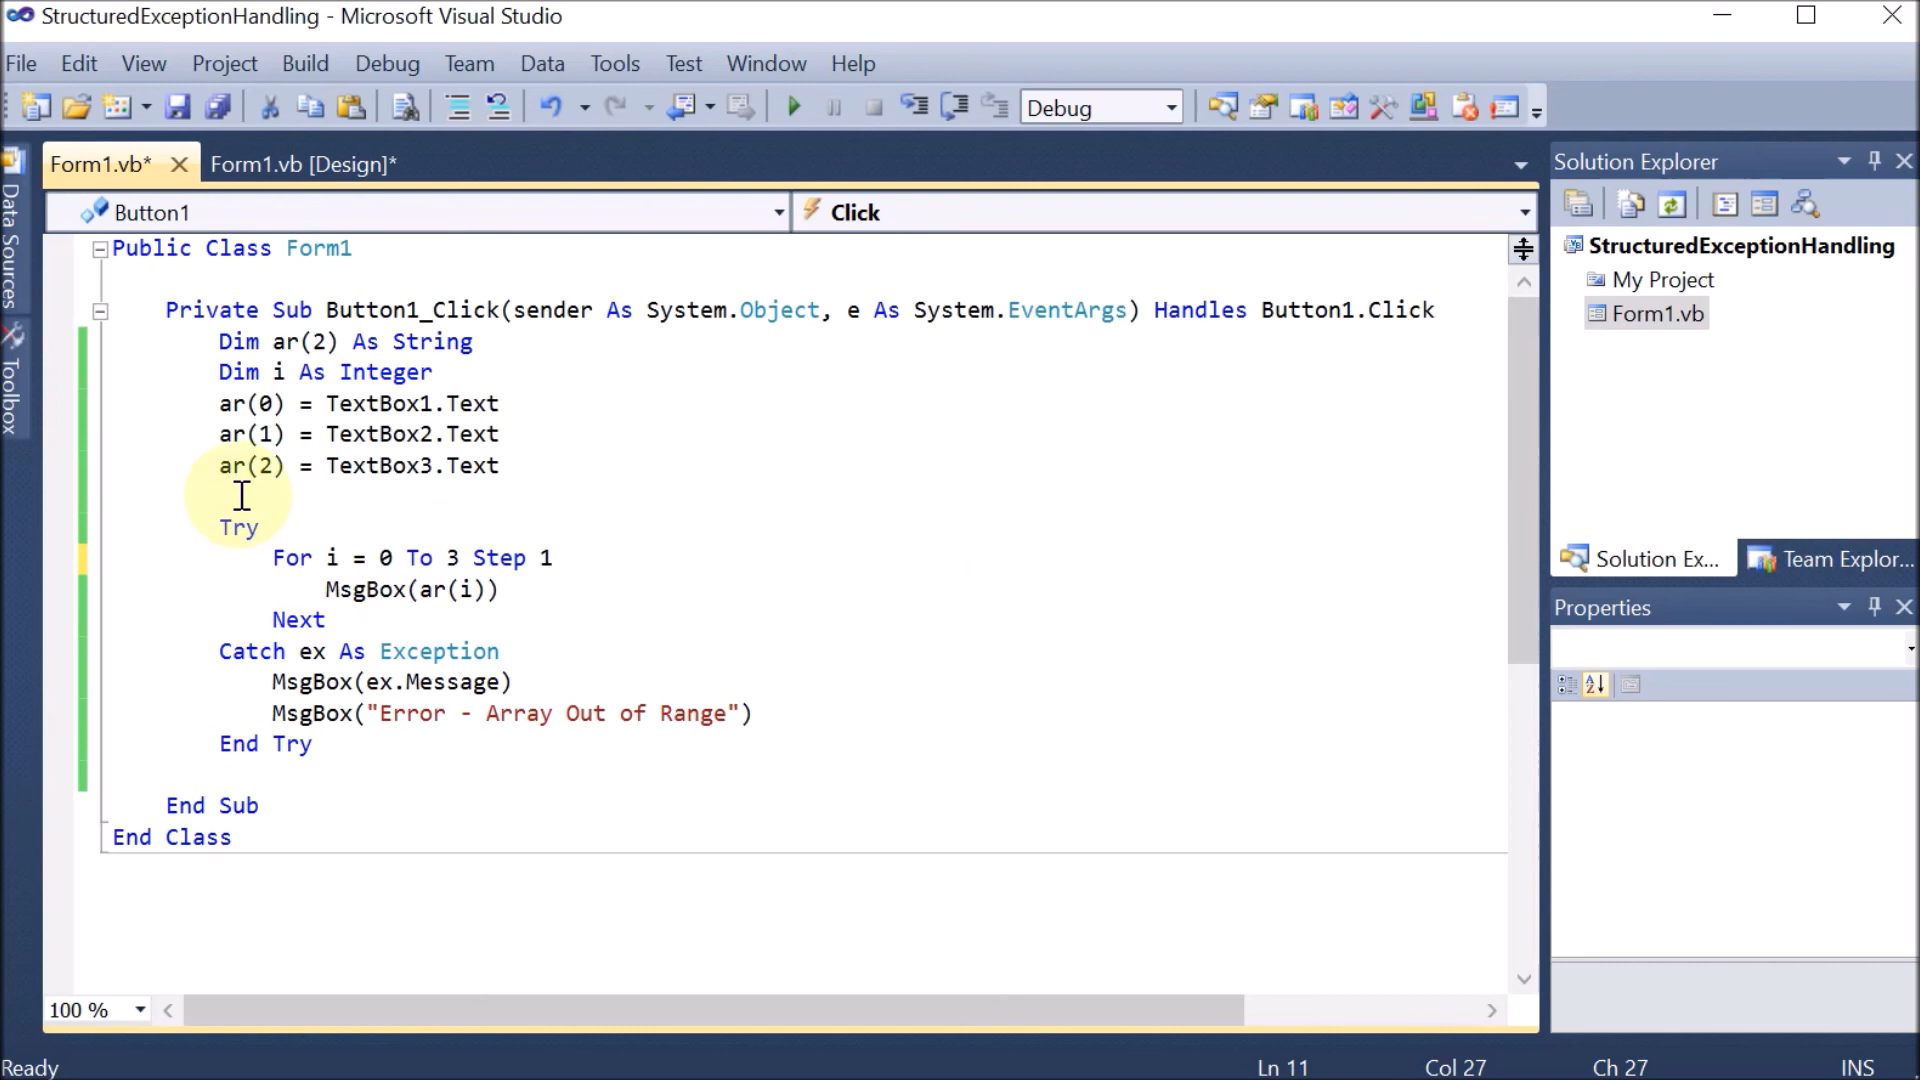 StructuredExceptionHandling - Microsoft Visual Studio
File Edit View Project Build Debug Team Data Tools Test Window Help
Debug
Form1.vb* Form1.vb [Design]*
Button1 Click
Data Sources
Toolbox
Public Class Form1
Private Sub Button1_Click(sender As System.Object, e As System.EventArgs) Handles Button1.Click
Dim ar(2) As String
Dim i As Integer
ar(0) = TextBox1.Text
ar(1) = TextBox2.Text
ar(2) = TextBox3.Text
Try
For i = 0 To 3 Step 1
MsgBox(ar(i))
Next
Catch ex As Exception
MsgBox(ex.Message)
MsgBox("Error - Array Out of Range")
End Try
End Sub
End Class
100 %
Solution Explorer
StructuredExceptionHandling
My Project
Form1.vb
Solution Ex... Team Explor...
Properties
Ready Ln 11 Col 27 Ch 27 INS